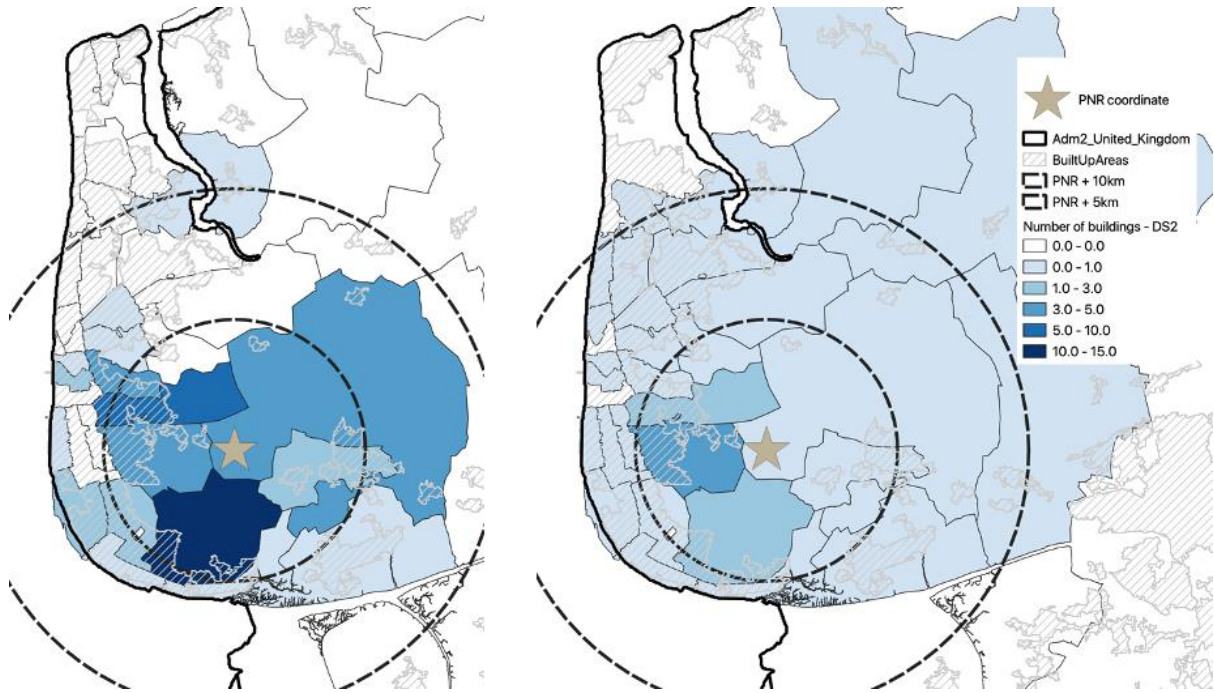 PNR coordinate
Adm2_United_Kingdom
BuiltUpAreas
PNR + 10km
PNR + 5km
Number of buildings - DS2
0.0 - 0.0
0.0 - 1.0
1.0 - 3.0
3.0 - 5.0
5.0 - 10.0
10.0 - 15.0